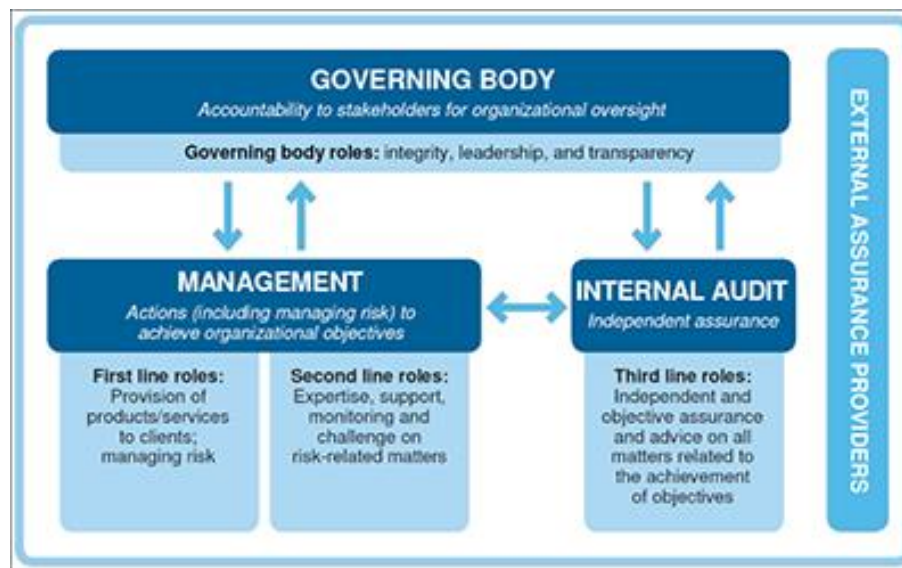 GOVERNING BODY
Accountability to stakeholders for organizational oversight
Governing body roles: integrity, leadership, and transparency
MANAGEMENT
Actions (including managing risk) to
achieve organizational objectives
First line roles:
Provision of
products/services
to clients;
managing risk
Second line roles:
Expertise, support,
monitoring and
challenge on
risk-related matters
INTERNAL AUDIT
Independent assurance
Third line roles:
Independent and
objective assurance
and advice on all
matters related to
the achievement
of objectives
EXTERNAL ASSURANCE PROVIDERS